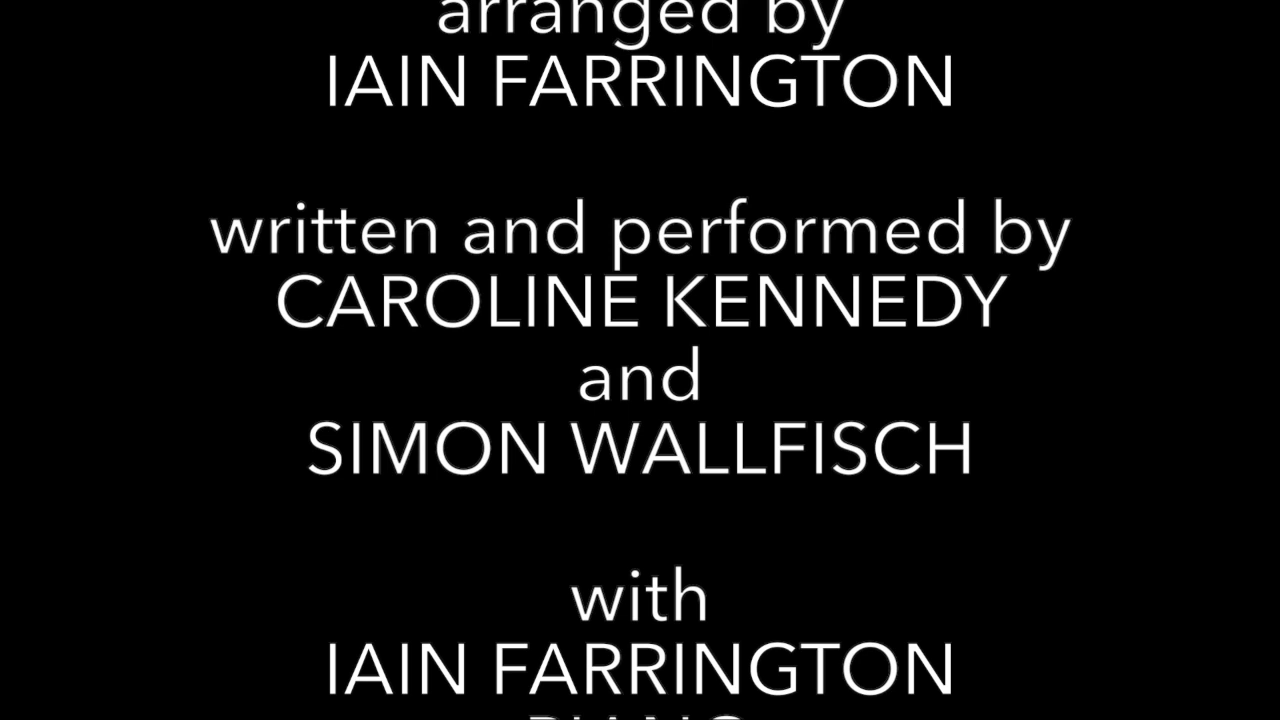 arranged by
IAIN FARRINGTON
written and performed by
CAROLINE KENNEDY
and
SIMON WALLFISCH
with
IAIN FARRINGTON